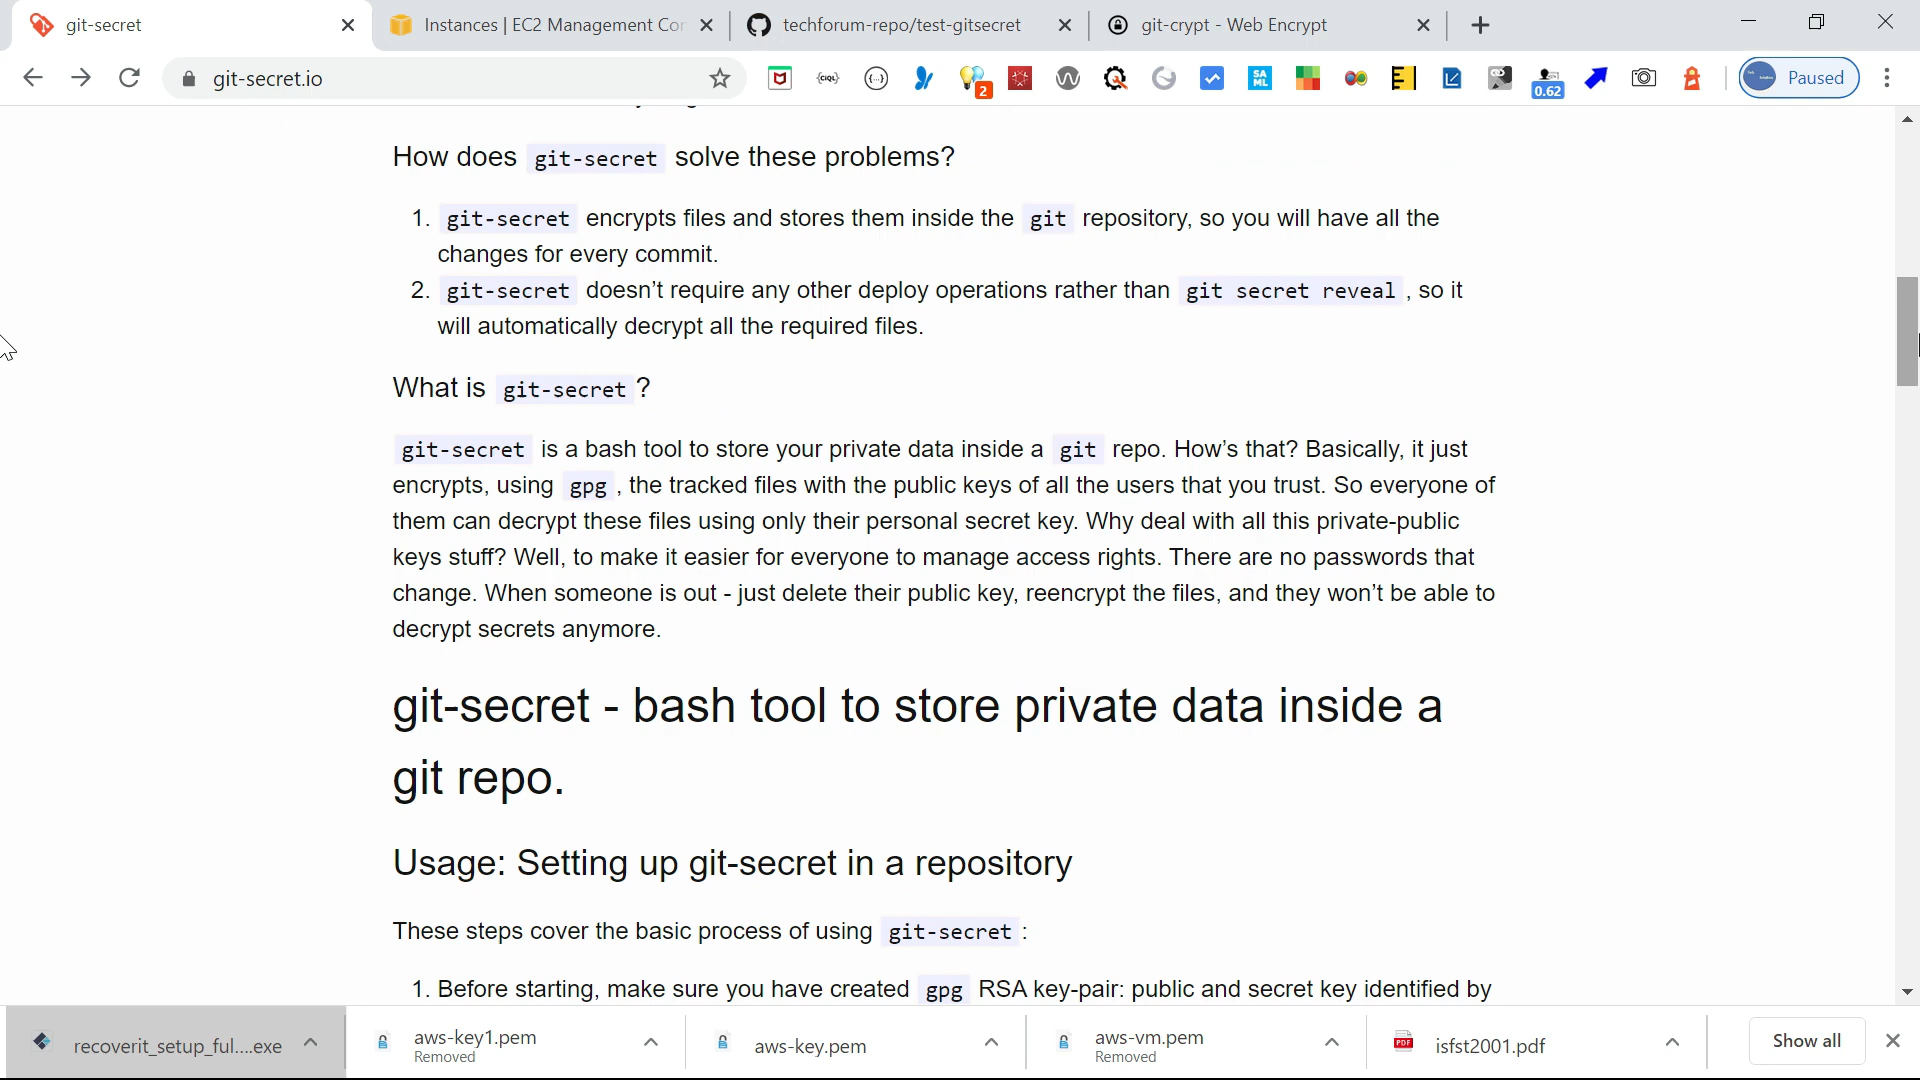 git-secret
Instances | EC2 Management Cor
techforum-repo/test-gitsecret
git-crypt - Web Encrypt
git-secret.io
CIQL
{...}
2
SA
ML
0.62
Paused
How does git-secret solve these problems?
1. git-secret encrypts files and stores them inside the git repository, so you will have all the
changes for every commit.
2. git-secret doesn’t require any other deploy operations rather than git secret reveal , so it
will automatically decrypt all the required files.
What is git-secret ?
git-secret is a bash tool to store your private data inside a git repo. How’s that? Basically, it just
encrypts, using gpg , the tracked files with the public keys of all the users that you trust. So everyone of
them can decrypt these files using only their personal secret key. Why deal with all this private-public
keys stuff? Well, to make it easier for everyone to manage access rights. There are no passwords that
change. When someone is out - just delete their public key, reencrypt the files, and they won’t be able to
decrypt secrets anymore.
git-secret - bash tool to store private data inside a
git repo.
Usage: Setting up git-secret in a repository
These steps cover the basic process of using git-secret :
1. Before starting, make sure you have created gpg RSA key-pair: public and secret key identified by
recoverit_setup_ful....exe
aws-key1.pem
Removed
aws-key.pem
aws-vm.pem
Removed
PDF
isfst2001.pdf
Show all